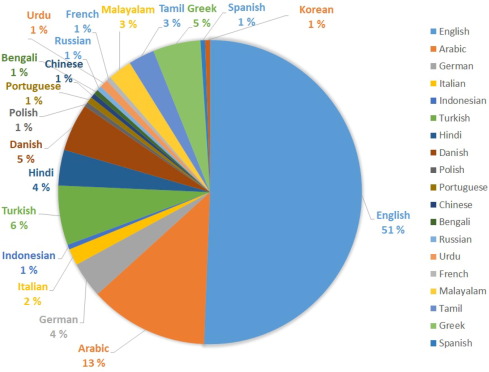 Urdu
1 %
French
1 %
Malayalam
3 %
Tamil
3 %
Greek
5 %
Spanish
1 %
Korean
1 %
Russian
1 %
Bengali
1 %
Chinese
1 %
Portuguese
1 %
Polish
1 %
Danish
5 %
Hindi
4 %
Turkish
6 %
Indonesian
1 %
Italian
2 %
German
4 %
Arabic
13 %
English
51 %
English
Arabic
German
Italian
Indonesian
Turkish
Hindi
Danish
Polish
Portuguese
Chinese
Bengali
Russian
Urdu
French
Malayalam
Tamil
Greek
Spanish